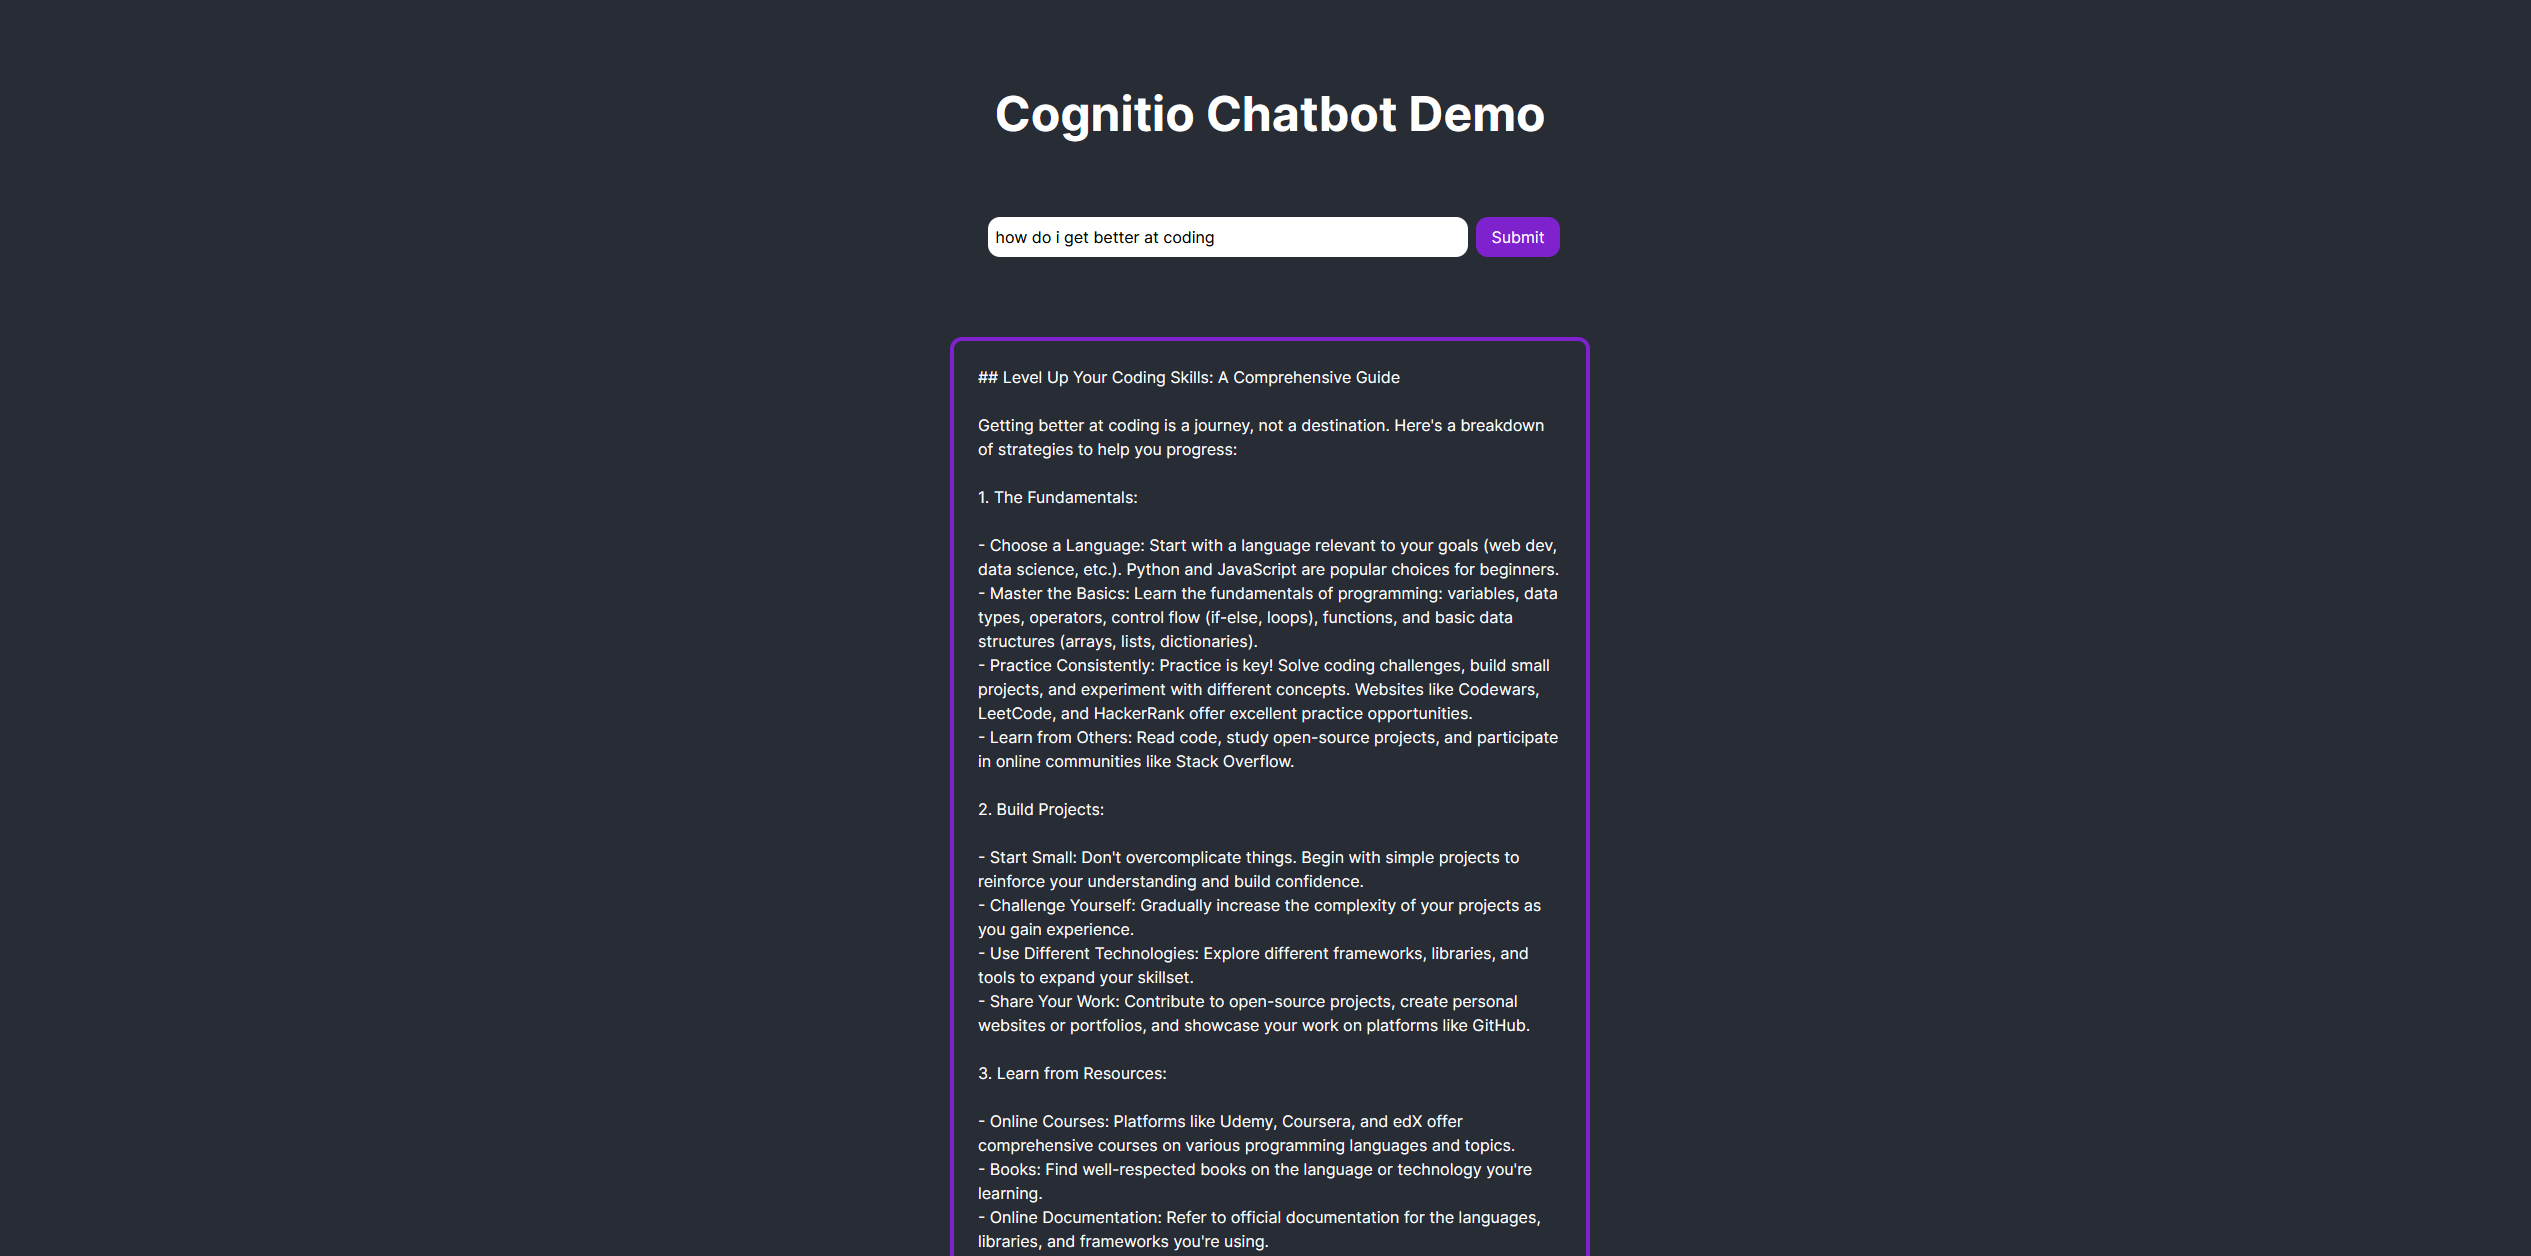 Cognitio Chatbot Demo
how do i get better at coding
Submit
## Level Up Your Coding Skills: A Comprehensive Guide
Getting better at coding is a journey, not a destination. Here's a breakdown
of strategies to help you progress:
1. The Fundamentals:
- Choose a Language: Start with a language relevant to your goals (web dev,
data science, etc.). Python and JavaScript are popular choices for beginners.
- Master the Basics: Learn the fundamentals of programming: variables, data
types, operators, control flow (if-else, loops), functions, and basic data
structures (arrays, lists, dictionaries).
- Practice Consistently: Practice is key! Solve coding challenges, build small
projects, and experiment with different concepts. Websites like Codewars,
LeetCode, and HackerRank offer excellent practice opportunities.
- Learn from Others: Read code, study open-source projects, and participate
in online communities like Stack Overflow.
2. Build Projects:
- Start Small: Don't overcomplicate things. Begin with simple projects to
reinforce your understanding and build confidence.
- Challenge Yourself: Gradually increase the complexity of your projects as
you gain experience.
- Use Different Technologies: Explore different frameworks, libraries, and
tools to expand your skillset.
- Share Your Work: Contribute to open-source projects, create personal
websites or portfolios, and showcase your work on platforms like GitHub.
3. Learn from Resources:
- Online Courses: Platforms like Udemy, Coursera, and edX offer
comprehensive courses on various programming languages and topics.
- Books: Find well-respected books on the language or technology you're
learning.
- Online Documentation: Refer to official documentation for the languages,
libraries, and frameworks you're using.